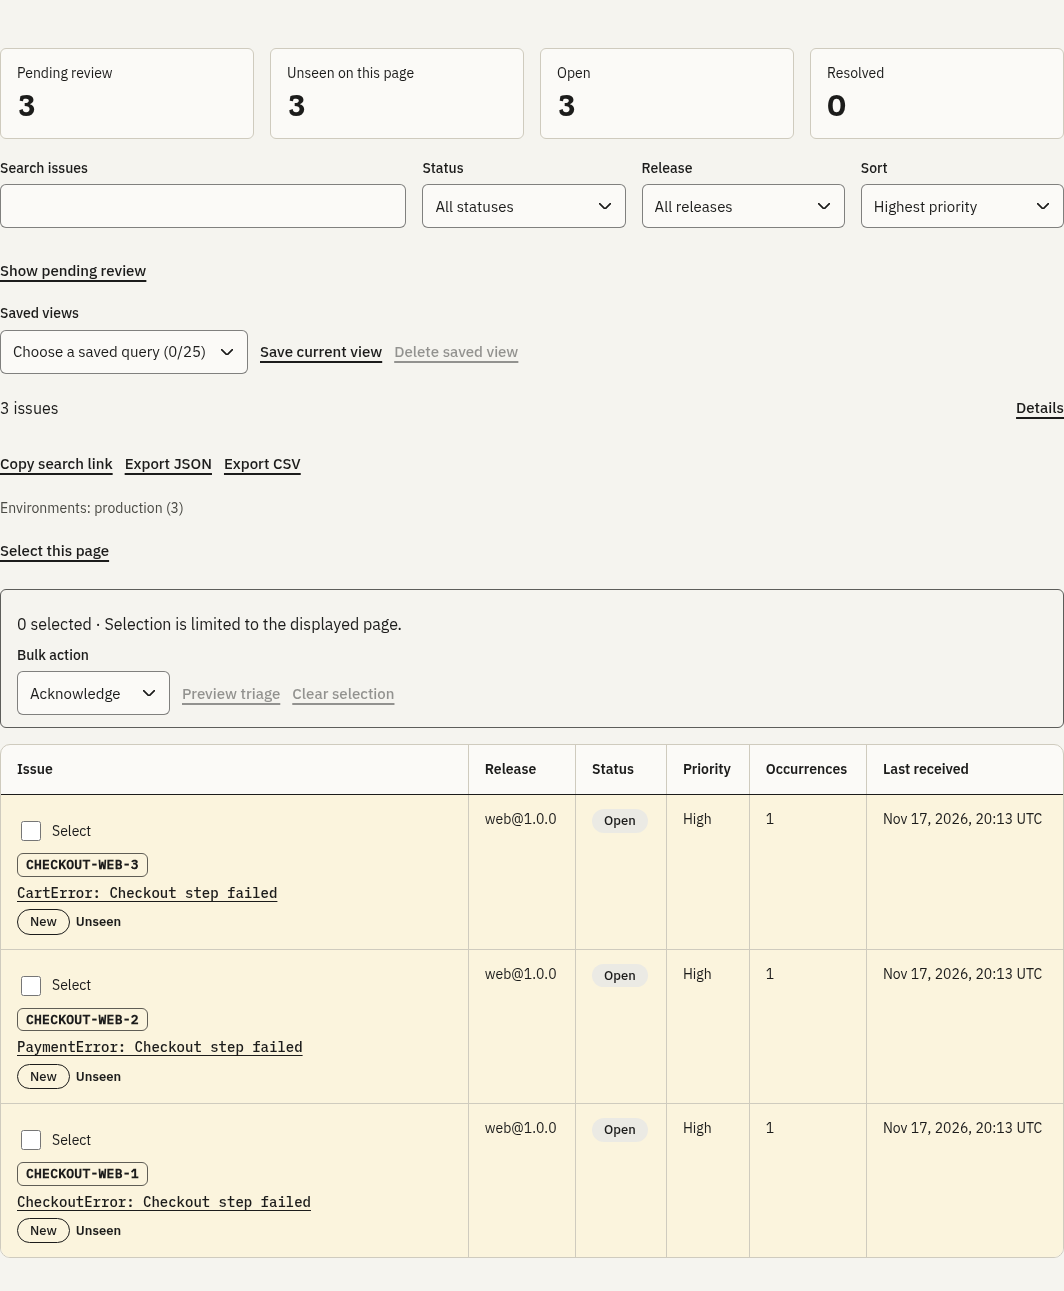 Pending review
3
Unseen on this page
3
Open
3
Resolved
0
Search issues
Status
Release
Sort
All statuses
All releases
Highest priority
Show pending review
Saved views
Choose a saved query (0/25)
Save current view
Delete saved view
3 issues
Details
Copy search link
Export JSON
Export CSV
Environments: production (3)
Select this page
0 selected · Selection is limited to the displayed page.
Bulk action
Acknowledge
Preview triage
Clear selection
Issue Release Status Priority Occurrences Last received
Select
CHECKOUT-WEB-3
CartError: Checkout step failed
New Unseen
web@1.0.0 Open High 1 Nov 17, 2026, 20:13 UTC
Select
CHECKOUT-WEB-2
PaymentError: Checkout step failed
New Unseen
web@1.0.0 Open High 1 Nov 17, 2026, 20:13 UTC
Select
CHECKOUT-WEB-1
CheckoutError: Checkout step failed
New Unseen
web@1.0.0 Open High 1 Nov 17, 2026, 20:13 UTC